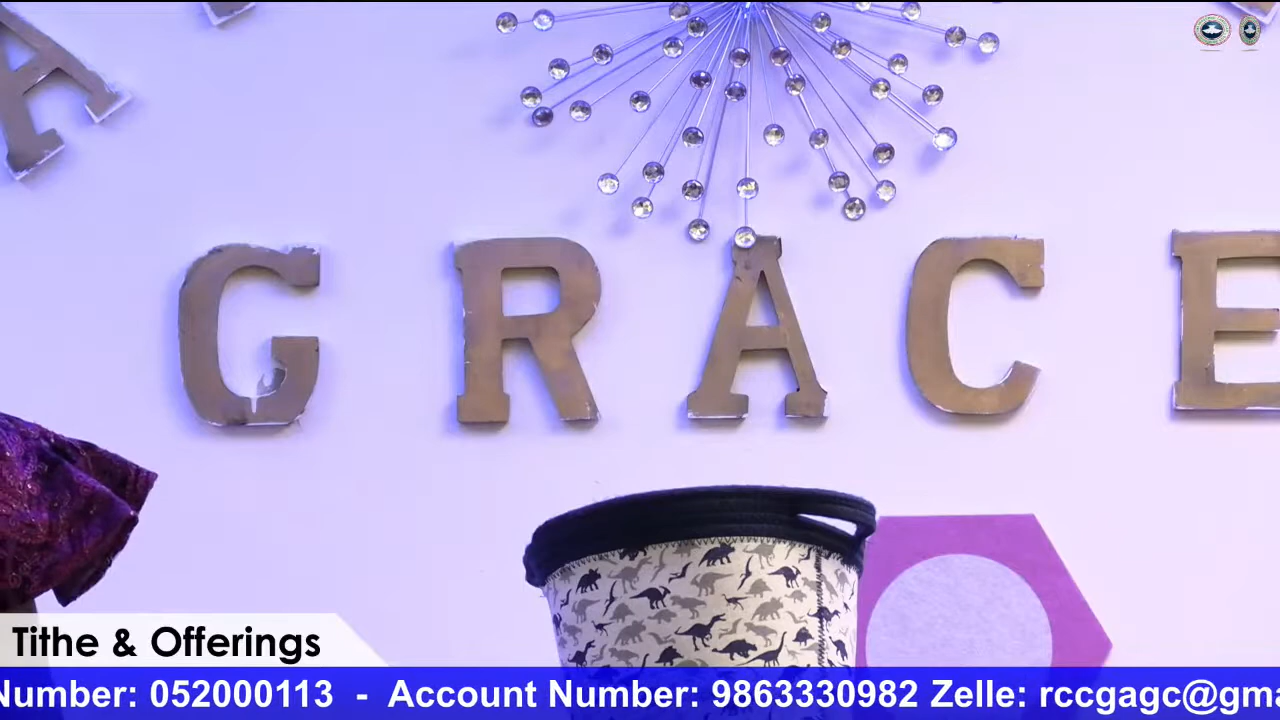 A
GRACE
Tithe & Offerings
Number: 052000113 - Account Number: 9863330982 Zelle: rccgagc@gma